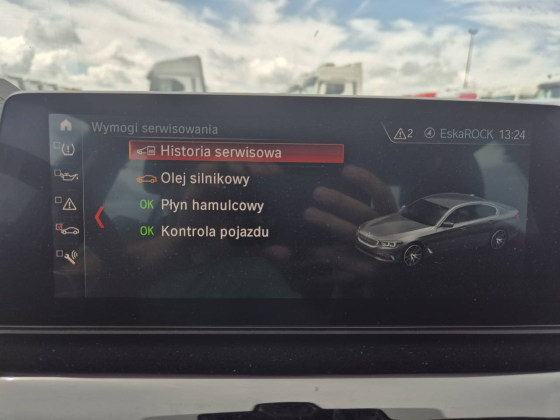 Wymogi serwisowania
2 EskaROCK 13:24
Historia serwisowa
Olej silnikowy
OK Płyn hamulcowy
OK Kontrola pojazdu